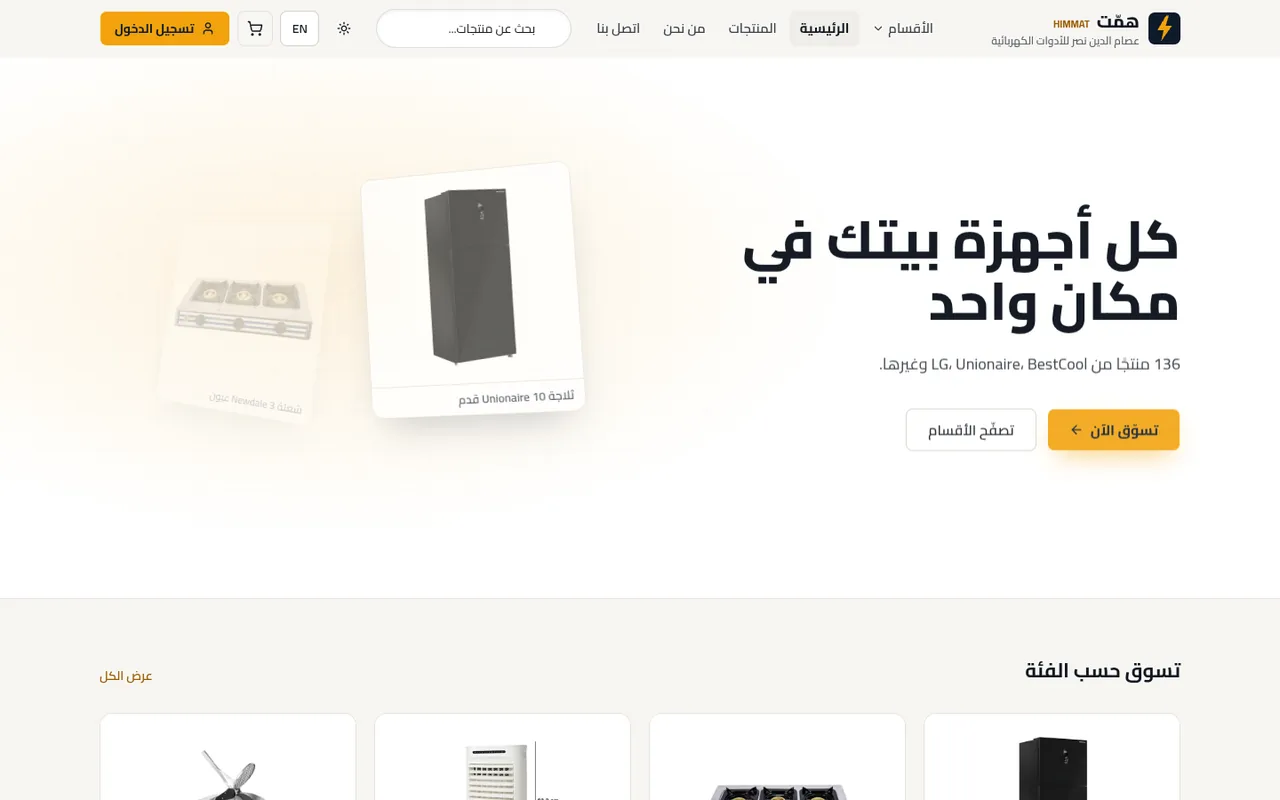 همّت HIMMAT
عصام الدين نصر للأدوات الكهربائية
الأقسام
الرئيسية
المنتجات
من نحن
اتصل بنا
بحث عن منتجات...
EN
تسجيل الدخول
كل أجهزة بيتك في
مكان واحد
136 منتجًا من LG، Unionaire، BestCool وغيرها.
تسوّق الآن
تصفّح الأقسام
ثلاجة Unionaire 10 قدم
شعلة Newdale 3 عيون
تسوق حسب الفئة
عرض الكل